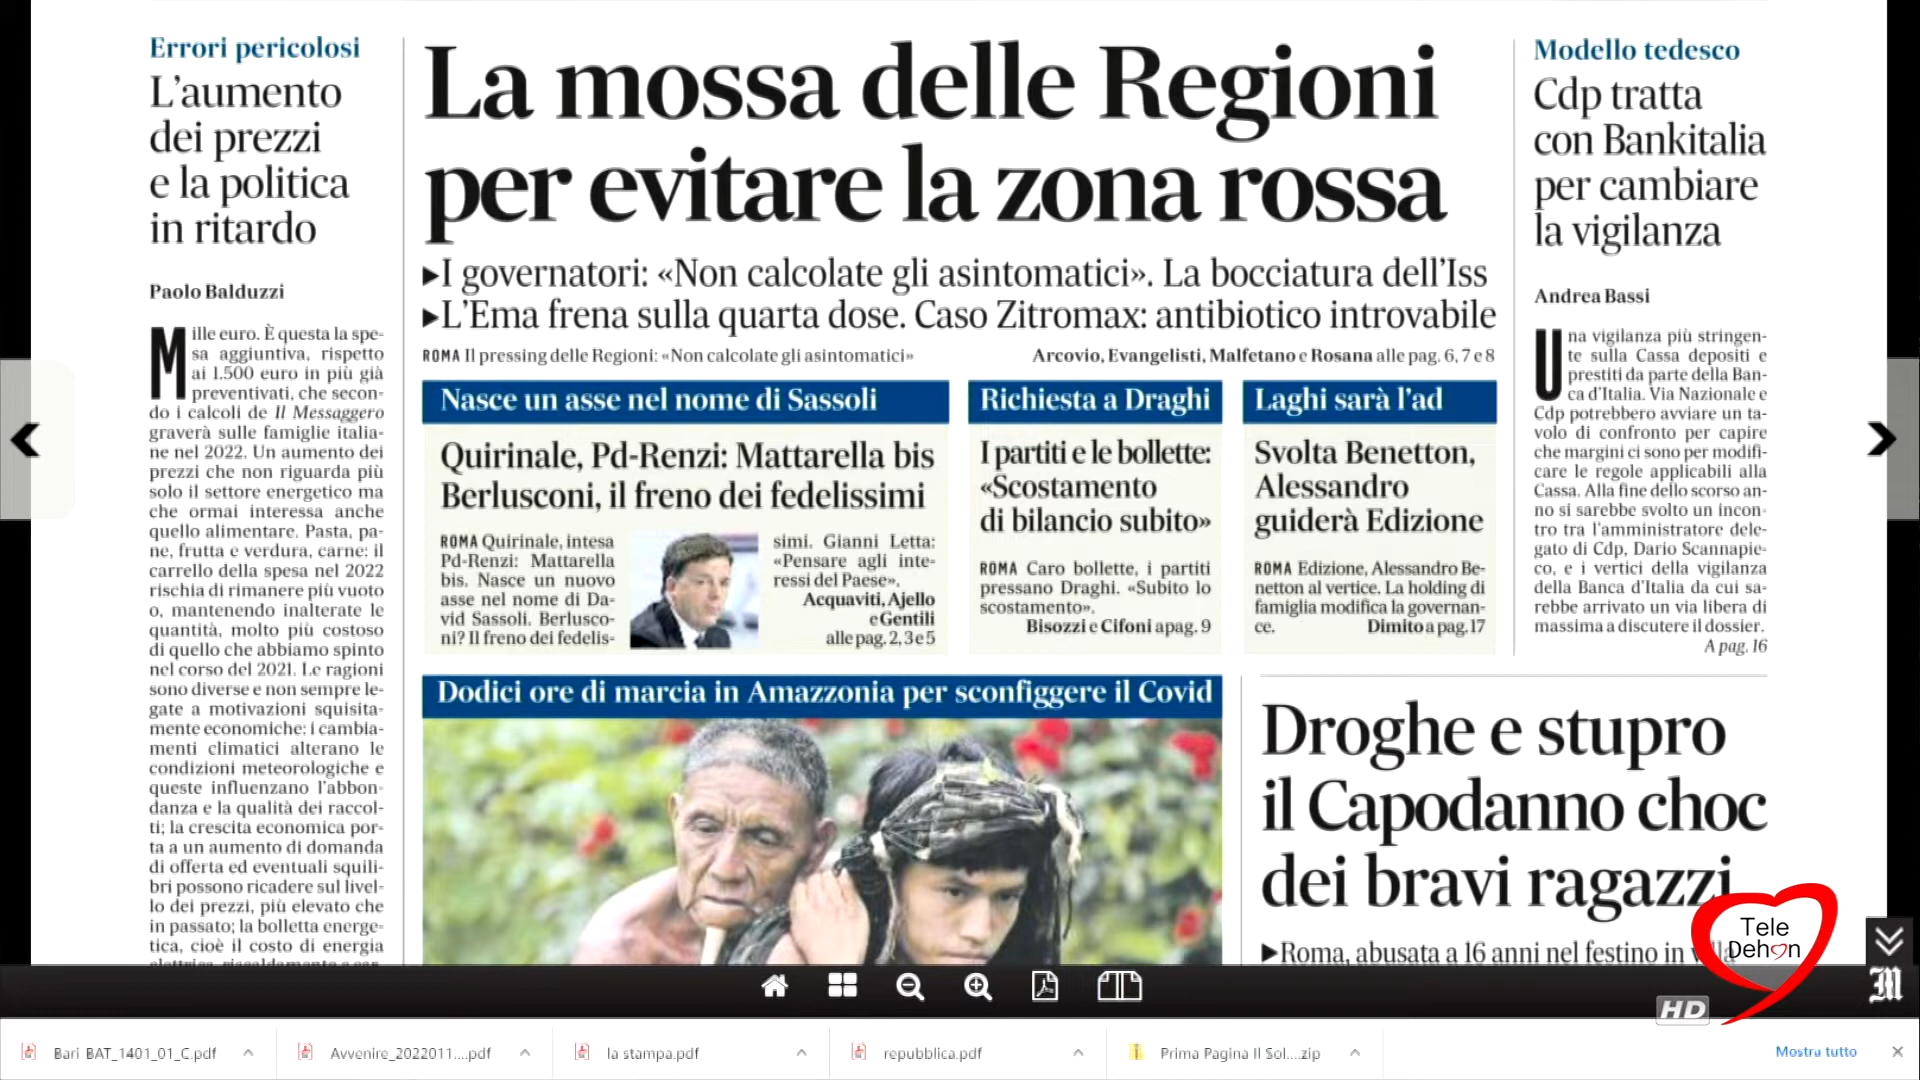 Errori pericolosi
L'aumento
dei prezzi
e la politica
in ritardo
Paolo Balduzzi
Mille euro. È questa la spe-
sa aggiuntiva, rispetto
ai 1.500 euro in più già
preventivati, che secon-
do i calcoli de Il Messaggero
graverà sulle famiglie italia-
ne nel 2022. Un aumento dei
prezzi che non riguarda più
solo il settore energetico ma
che ormai interessa anche
quello alimentare. Pasta, pa-
ne, frutta e verdura, carne: il
carrello della spesa nel 2022
rischia di rimanere più vuoto
o, mantenendo inalterate le
quantità, molto più costoso
di quello che abbiamo spinto
nel corso del 2021. Le ragioni
sono diverse e non sempre le-
gate a motivazioni squisita-
mente economiche: i cambia-
menti climatici alterano le
condizioni meteorologiche e
queste influenzano l'abbon-
danza e la qualità dei raccol-
ti; la crescita economica por-
ta a un aumento di domanda
di offerta ed eventuali squili-
bri possono ricadere sul livel-
lo dei prezzi, più elevato che
in passato; la bolletta energe-
tica, cioè il costo di energia
La mossa delle Regioni
per evitare la zona rossa
▶I governatori: «Non calcolate gli asintomatici». La bocciatura dell'Iss
▶L'Ema frena sulla quarta dose. Caso Zitromax: antibiotico introvabile
ROMA Il pressing delle Regioni: «Non calcolate gli asintomatici»
Arcovio, Evangelisti, Malfetano e Rosana alle pag. 6, 7 e 8
Nasce un asse nel nome di Sassoli
Quirinale, Pd-Renzi: Mattarella bis
Berlusconi, il freno dei fedelissimi
ROMA Quirinale, intesa
Pd-Renzi: Mattarella
bis. Nasce un nuovo
asse nel nome di Da-
vid Sassoli. Berlusco-
ni? Il freno dei fedelis-
simi. Gianni Letta:
«Pensare agli inte-
ressi del Paese».
Acquaviti, Ajello
e Gentili
alle pag. 2, 3 e 5
Richiesta a Draghi
I partiti e le bollette:
«Scostamento
di bilancio subito»
ROMA Caro bollette, i partiti
pressano Draghi. «Subito lo
scostamento».
Bisozzi e Cifoni a pag. 9
Laghi sarà l'ad
Svolta Benetton,
Alessandro
guiderà Edizione
ROMA Edizione, Alessandro Be-
netton al vertice. La holding di
famiglia modifica la governan-
ce. Dimito a pag. 17
Modello tedesco
Cdp tratta
con Bankitalia
per cambiare
la vigilanza
Andrea Bassi
Una vigilanza più stringen-
te sulla Cassa depositi e
prestiti da parte della Ban-
ca d'Italia. Via Nazionale e
Cdp potrebbero avviare un ta-
volo di confronto per capire
che margini ci sono per modifi-
care le regole applicabili alla
Cassa. Alla fine dello scorso an-
no si sarebbe svolto un incon-
tro tra l'amministratore dele-
gato di Cdp, Dario Scannapie-
co, e i vertici della vigilanza
della Banca d'Italia da cui sa-
rebbe arrivato un via libera di
massima a discutere il dossier.
A pag. 16
Dodici ore di marcia in Amazzonia per sconfiggere il Covid
Droghe e stupro
il Capodanno choc
dei bravi ragazzi
▶Roma, abusata a 16 anni nel festino in villa
Tele
Dehon
HD
M
Bari BAT_1401_01_C.pdf
Avvenire_2022011....pdf
la stampa.pdf
repubblica.pdf
Prima Pagina Il Sol....zip
Mostra tutto